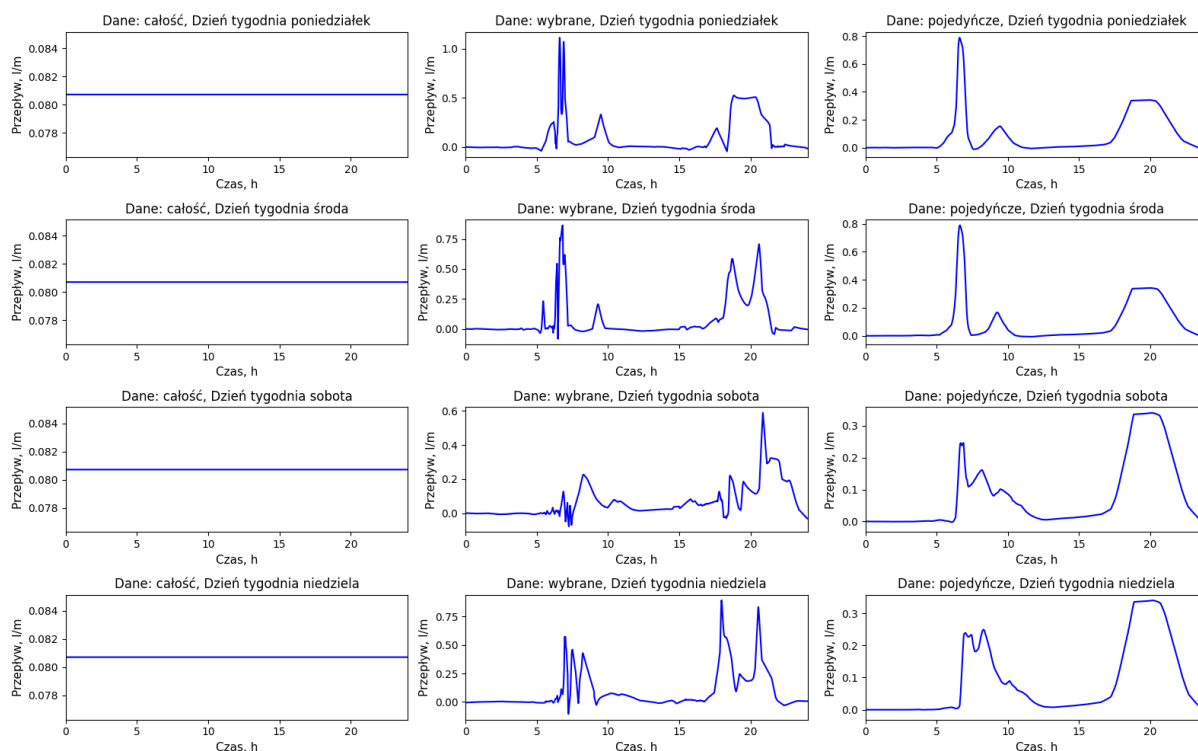 Dane: całość, Dzień tygodnia poniedziałek
Przepływ, l/m
0.084
0.082
0.080
0.078
0 5 10 15 20
Czas, h
Dane: wybrane, Dzień tygodnia poniedziałek
Przepływ, l/m
1.0
0.5
0.0
0 5 10 15 20
Czas, h
Dane: pojedyńcze, Dzień tygodnia poniedziałek
Przepływ, l/m
0.8
0.6
0.4
0.2
0.0
0 5 10 15 20
Czas, h
Dane: całość, Dzień tygodnia środa
Przepływ, l/m
0.084
0.082
0.080
0.078
0 5 10 15 20
Czas, h
Dane: wybrane, Dzień tygodnia środa
Przepływ, l/m
0.75
0.50
0.25
0.00
0 5 10 15 20
Czas, h
Dane: pojedyńcze, Dzień tygodnia środa
Przepływ, l/m
0.8
0.6
0.4
0.2
0.0
0 5 10 15 20
Czas, h
Dane: całość, Dzień tygodnia sobota
Przepływ, l/m
0.084
0.082
0.080
0.078
0 5 10 15 20
Czas, h
Dane: wybrane, Dzień tygodnia sobota
Przepływ, l/m
0.6
0.4
0.2
0.0
0 5 10 15 20
Czas, h
Dane: pojedyńcze, Dzień tygodnia sobota
Przepływ, l/m
0.3
0.2
0.1
0.0
0 5 10 15 20
Czas, h
Dane: całość, Dzień tygodnia niedziela
Przepływ, l/m
0.084
0.082
0.080
0.078
0 5 10 15 20
Czas, h
Dane: wybrane, Dzień tygodnia niedziela
Przepływ, l/m
0.75
0.50
0.25
0.00
0 5 10 15 20
Czas, h
Dane: pojedyńcze, Dzień tygodnia niedziela
Przepływ, l/m
0.3
0.2
0.1
0.0
0 5 10 15 20
Czas, h